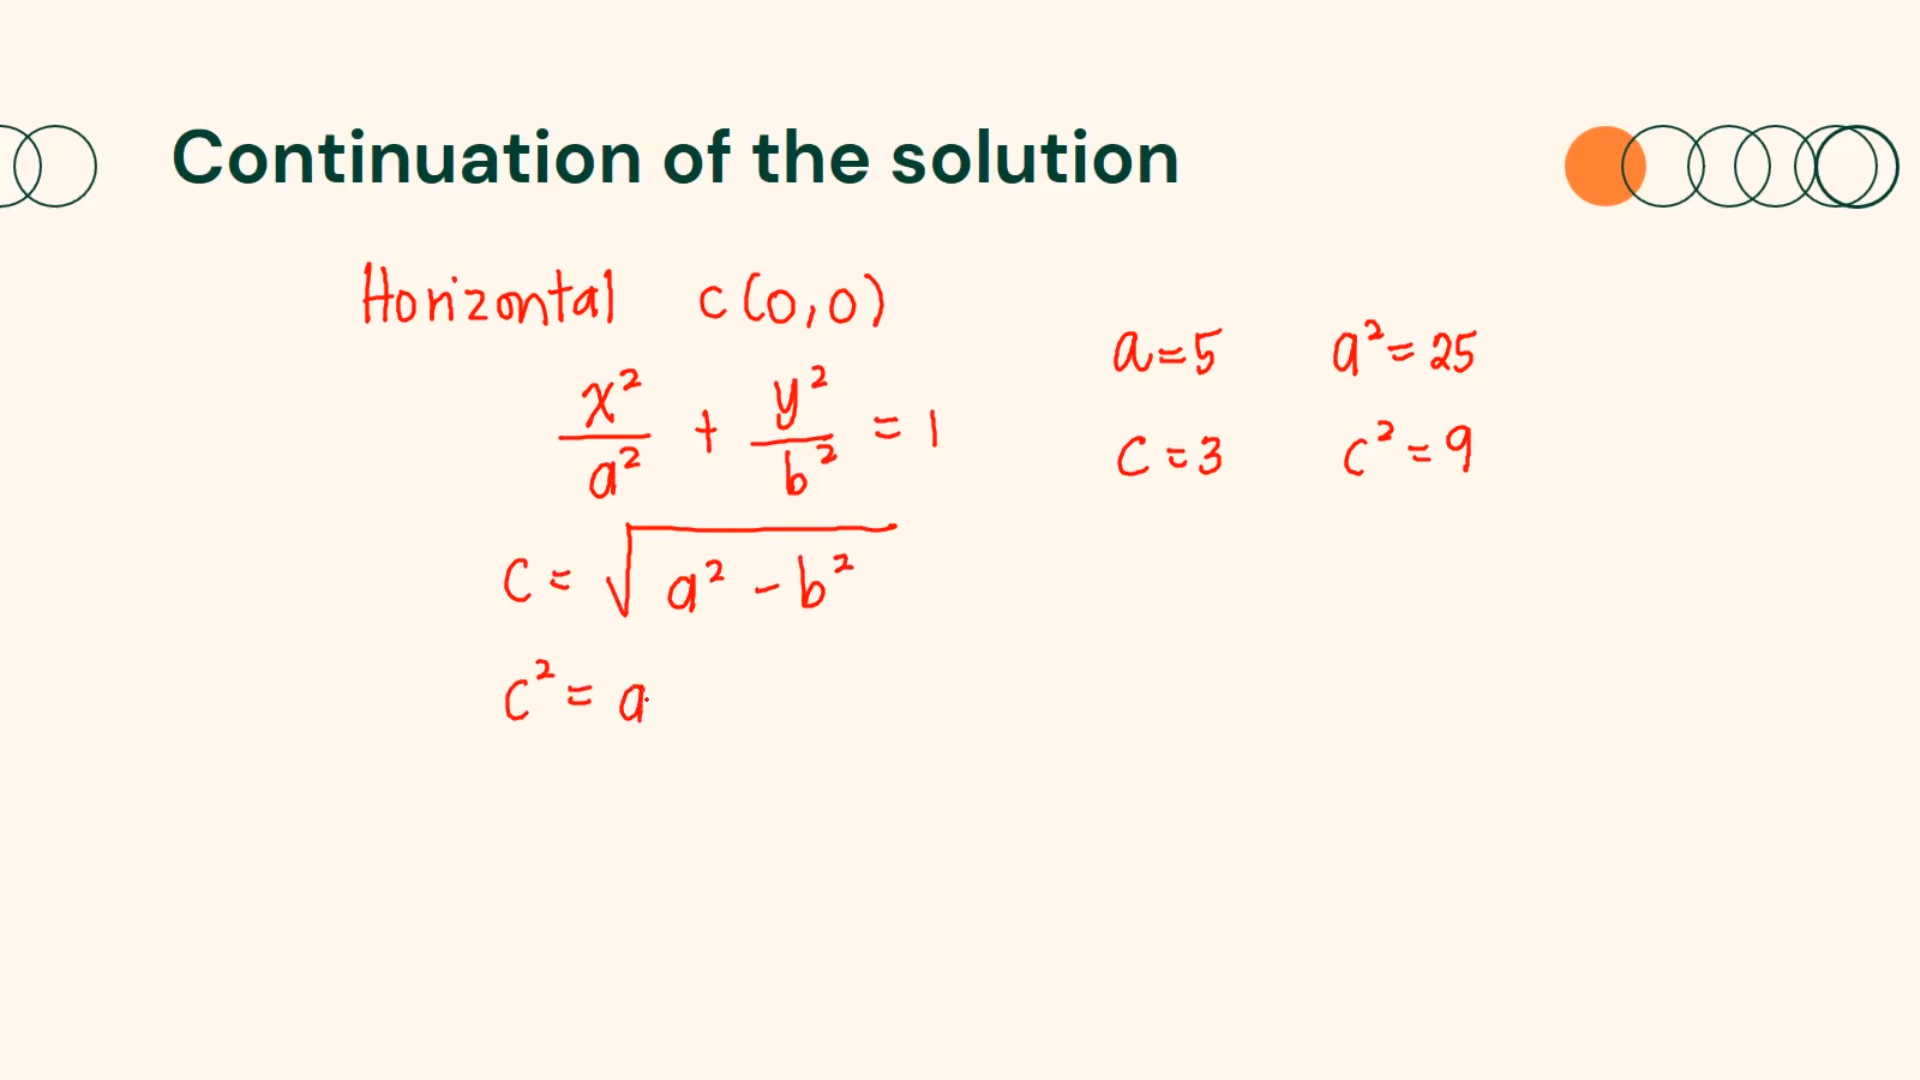 Continuation of the solution
Horizontal c(0,0)
a=5 a²=25
x²/a² + y²/b² = 1
c=3 c²=9
c = √(a² - b²)
c² = a